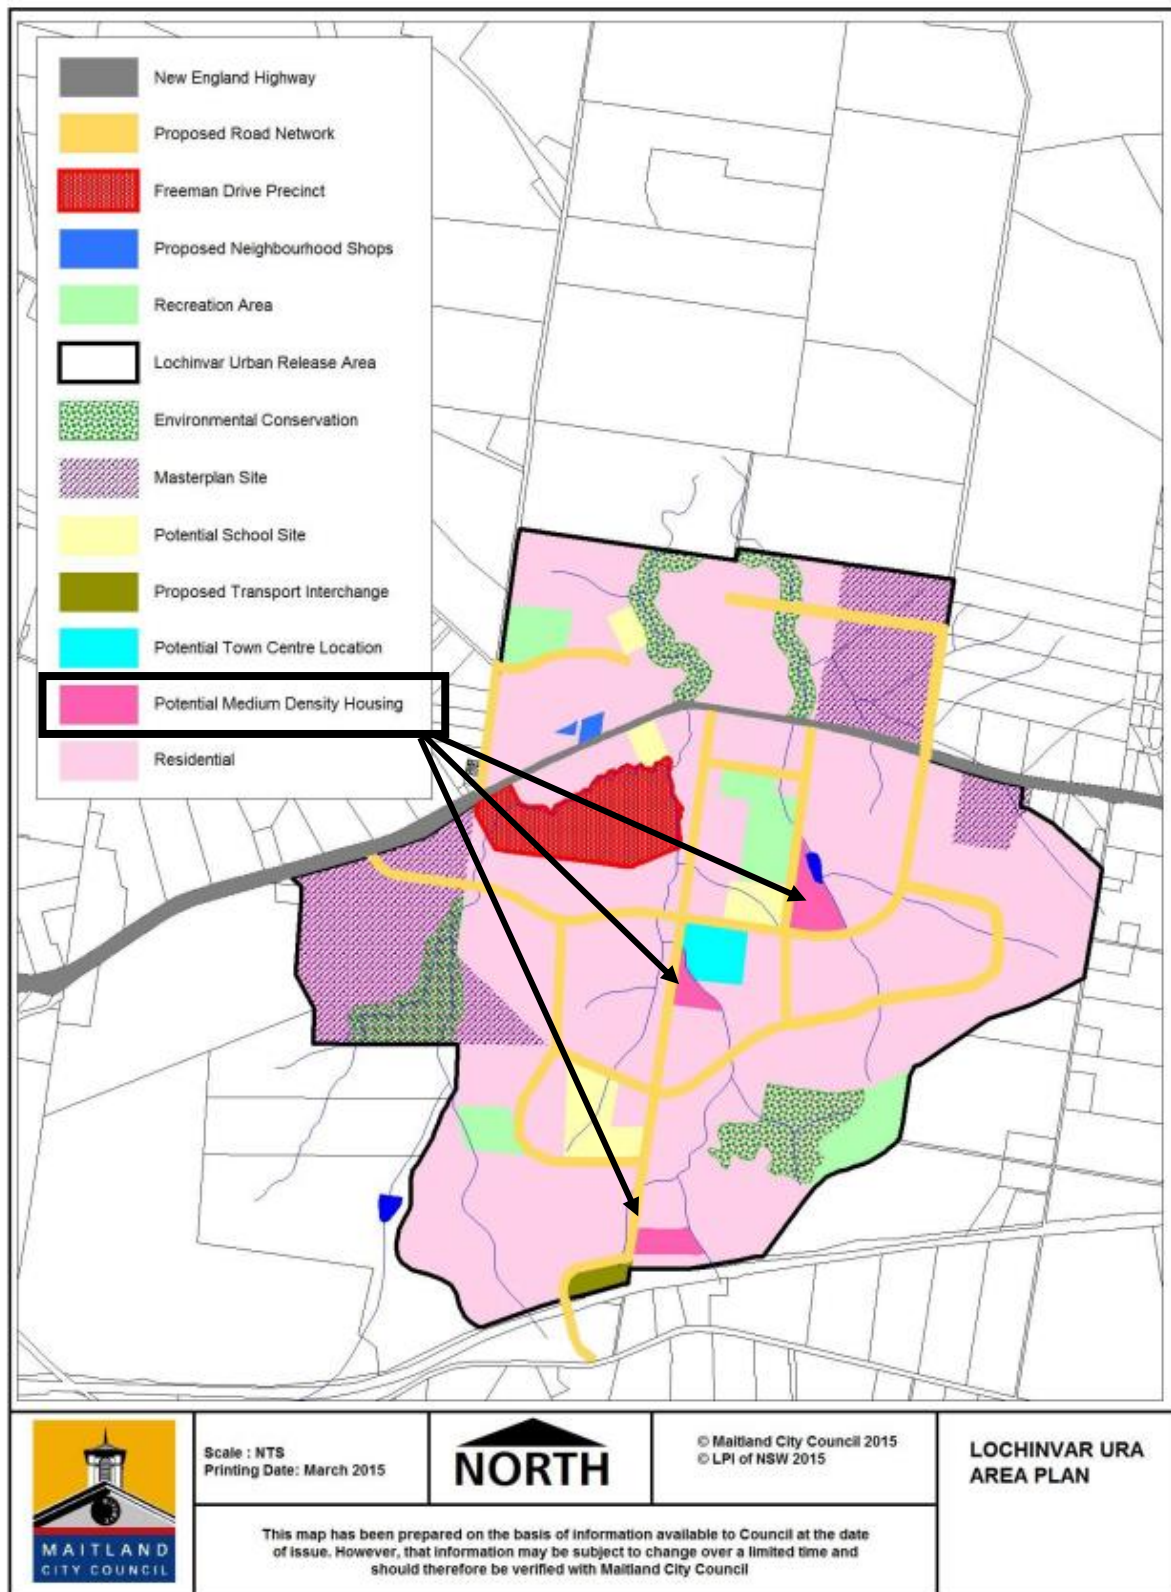 New England Highway
Proposed Road Network
Freeman Drive Precinct
Proposed Neighbourhood Shops
Recreation Area
Lochinvar Urban Release Area
Environmental Conservation
Masterplan Site
Potential School Site
Proposed Transport Interchange
Potential Town Centre Location
Potential Medium Density Housing
Residential
MAITLAND
CITY COUNCIL
Scale : NTS
Printing Date: March 2015
NORTH
© Maitland City Council 2015
© LPI of NSW 2015
LOCHINVAR URA
AREA PLAN
This map has been prepared on the basis of information available to Council at the date
of issue. However, that information may be subject to change over a limited time and
should therefore be verified with Maitland City Council